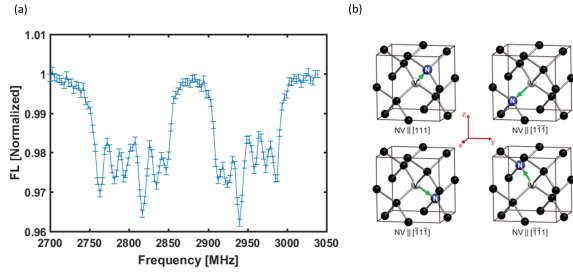 (a)
(b)
1.01
1
0.99
0.98
0.97
0.96
FL [Normalized]
2700 2750 2800 2850 2900 2950 3000 3050
Frequency [MHz]
N
N
NV || [111]
NV || [11̄1̄]
z
x
y
N
N
NV || [1̄11̄]
NV || [1̄1̄1]